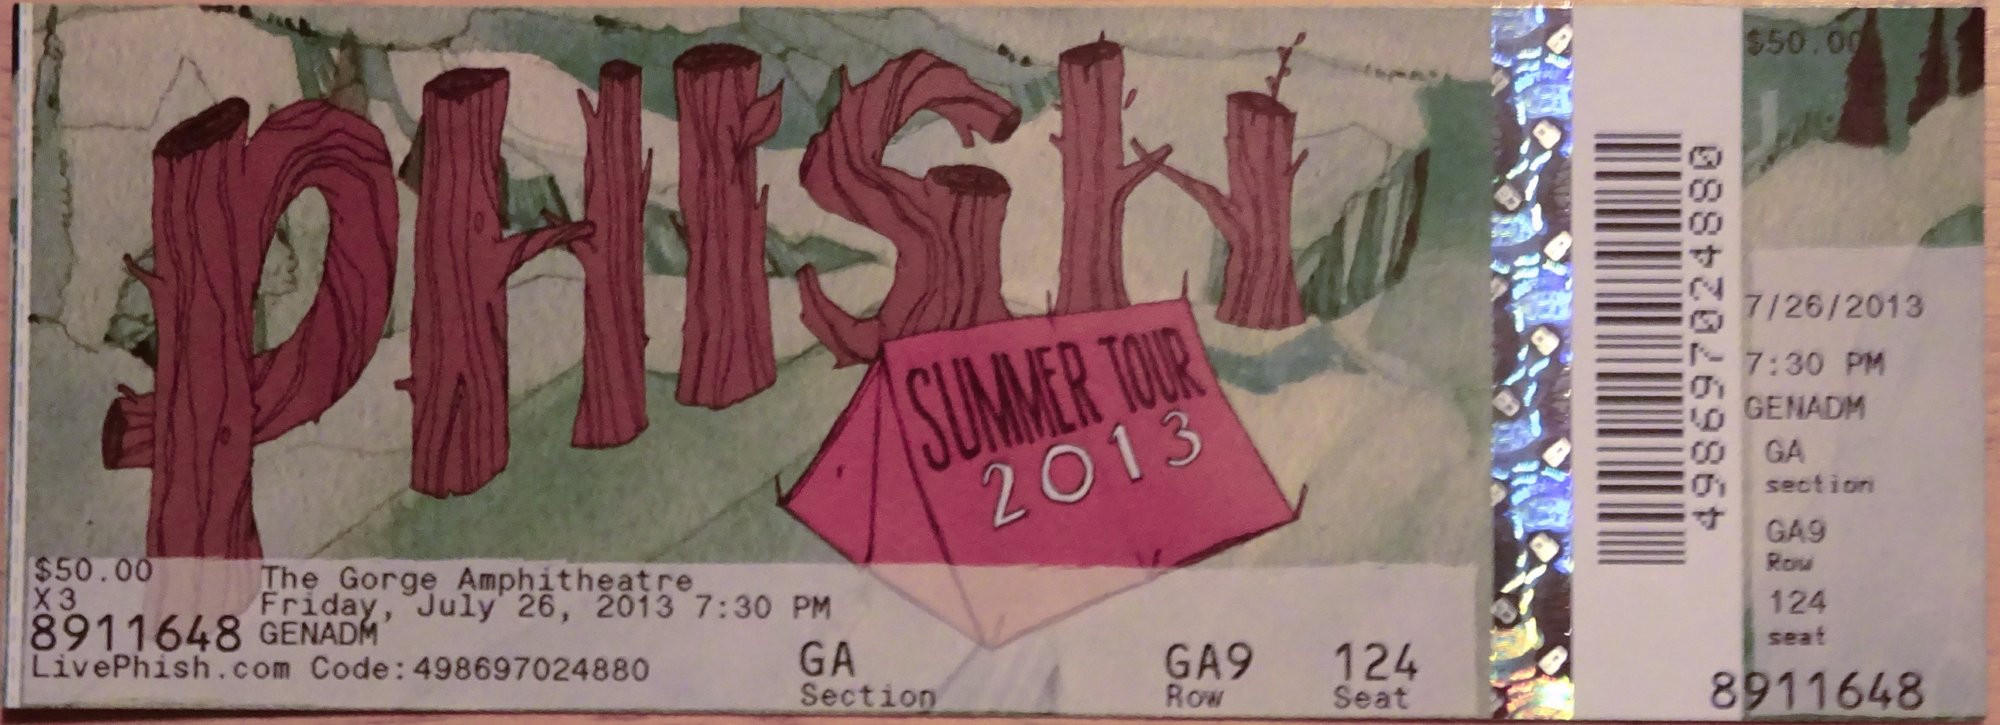 PHISH
SUMMER TOUR
2013
$50.00
X3
8911648
The Gorge Amphitheatre
Friday, July 26, 2013 7:30 PM
GENADM
LivePhish.com Code:498697024880
GA
Section
GA9
Row
124
Seat
498697024880
$50.00
7/26/2013
7:30 PM
GENADM
GA
section
GA9
Row
124
seat
8911648